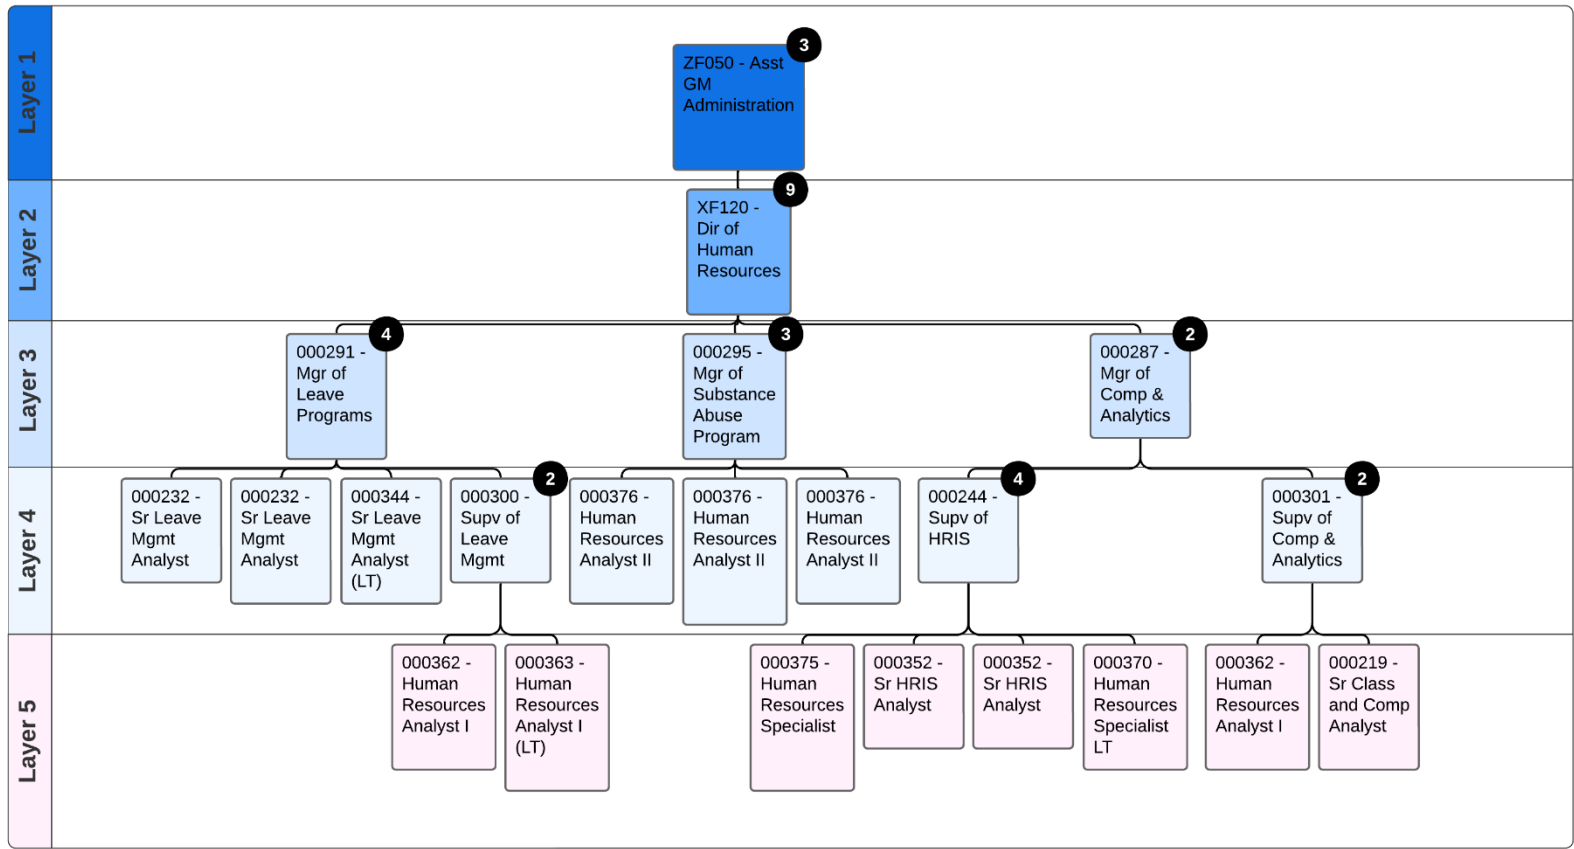 Layer 1
3
ZF050 - Asst
GM
Administration
Layer 2
9
XF120 -
Dir of
Human
Resources
Layer 3
4
000291 -
Mgr of
Leave
Programs
3
000295 -
Mgr of
Substance
Abuse
Program
2
000287 -
Mgr of
Comp &
Analytics
Layer 4
000232 -
Sr Leave
Mgmt
Analyst
000232 -
Sr Leave
Mgmt
Analyst
000344 -
Sr Leave
Mgmt
Analyst
(LT)
2
000300 -
Supv of
Leave
Mgmt
000376 -
Human
Resources
Analyst II
000376 -
Human
Resources
Analyst II
000376 -
Human
Resources
Analyst II
4
000244 -
Supv of
HRIS
2
000301 -
Supv of
Comp &
Analytics
Layer 5
000362 -
Human
Resources
Analyst I
000363 -
Human
Resources
Analyst I
(LT)
000375 -
Human
Resources
Specialist
000352 -
Sr HRIS
Analyst
000352 -
Sr HRIS
Analyst
000370 -
Human
Resources
Specialist
LT
000362 -
Human
Resources
Analyst I
000219 -
Sr Class
and Comp
Analyst